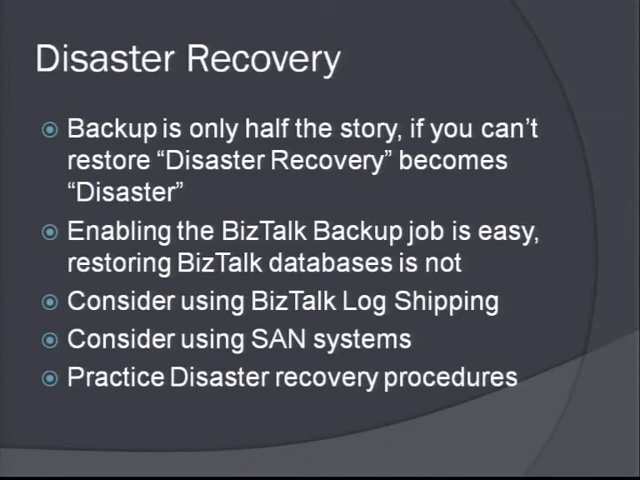 Disaster Recovery
Backup is only half the story, if you can't
restore “Disaster Recovery” becomes
“Disaster”
Enabling the BizTalk Backup job is easy,
restoring BizTalk databases is not
Consider using BizTalk Log Shipping
Consider using SAN systems
Practice Disaster recovery procedures